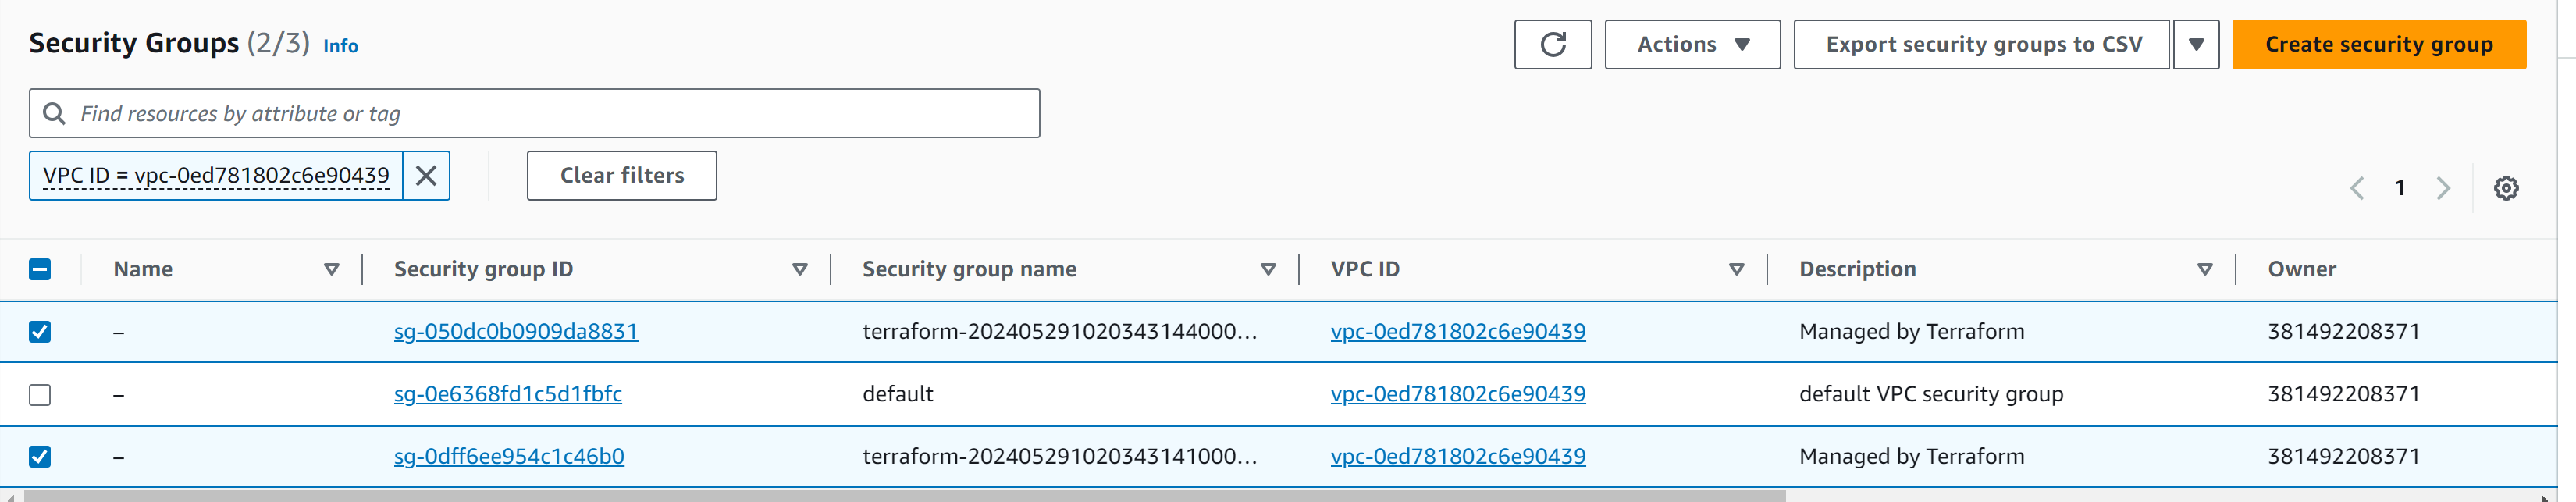 Security Groups (2/3) Info
Actions
Export security groups to CSV
Create security group
Find resources by attribute or tag
VPC ID = vpc-0ed781802c6e90439
Clear filters
1
Name Security group ID Security group name VPC ID Description Owner
– sg-050dc0b0909da8831 terraform-202405291020343144000... vpc-0ed781802c6e90439 Managed by Terraform 381492208371
– sg-0e6368fd1c5d1fbfc default vpc-0ed781802c6e90439 default VPC security group 381492208371
– sg-0dff6ee954c1c46b0 terraform-202405291020343141000... vpc-0ed781802c6e90439 Managed by Terraform 381492208371